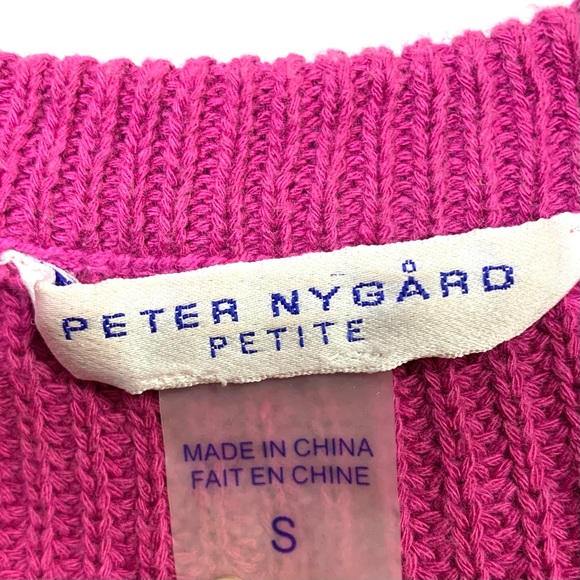 PETER NYGÅRD
PETITE
MADE IN CHINA
FAIT EN CHINE
S